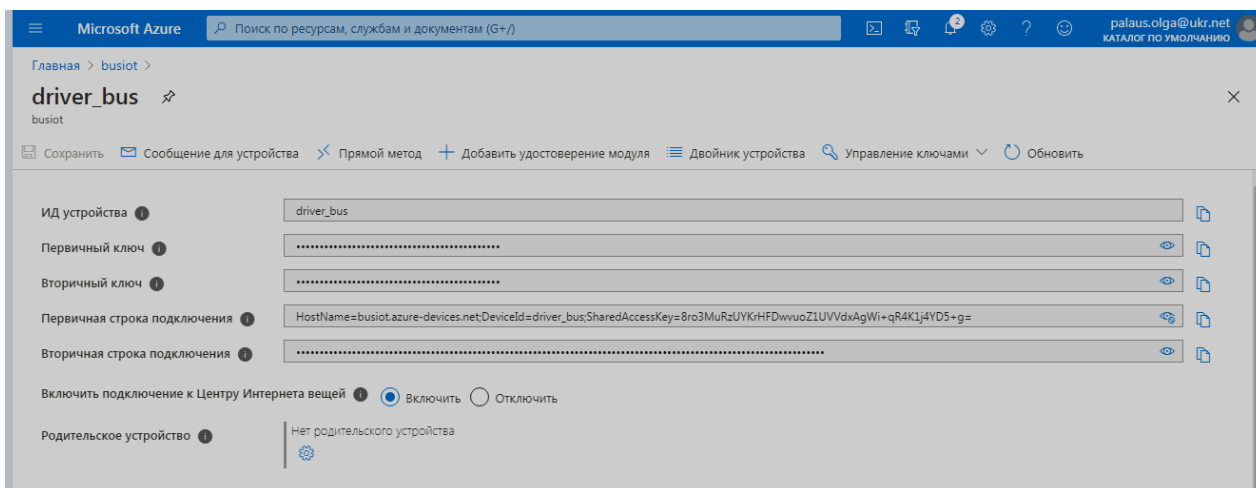 Microsoft Azure
Поиск по ресурсам, службам и документам (G+/)
2
palaus.olga@ukr.net
КАТАЛОГ ПО УМОЛЧАНИЮ
Главная > busiot >
driver_bus
busiot
Сохранить Сообщение для устройства Прямой метод Добавить удостоверение модуля Двойник устройства Управление ключами Обновить
ИД устройства driver_bus
Первичный ключ ••••••••••••••••••••••••••••••••••••••••••••
Вторичный ключ ••••••••••••••••••••••••••••••••••••••••••••
Первичная строка подключения HostName=busiot.azure-devices.net;DeviceId=driver_bus;SharedAccessKey=8ro3MuRzUYKrHFDwvuoZ1UVVdxAgWi+qR4K1j4YD5+g=
Вторичная строка подключения ••••••••••••••••••••••••••••••••••••••••••••••••••••••••••••••••••••••••••••••••••••••••••••••••••••••••••••••••••
Включить подключение к Центру Интернета вещей Включить Отключить
Родительское устройство Нет родительского устройства